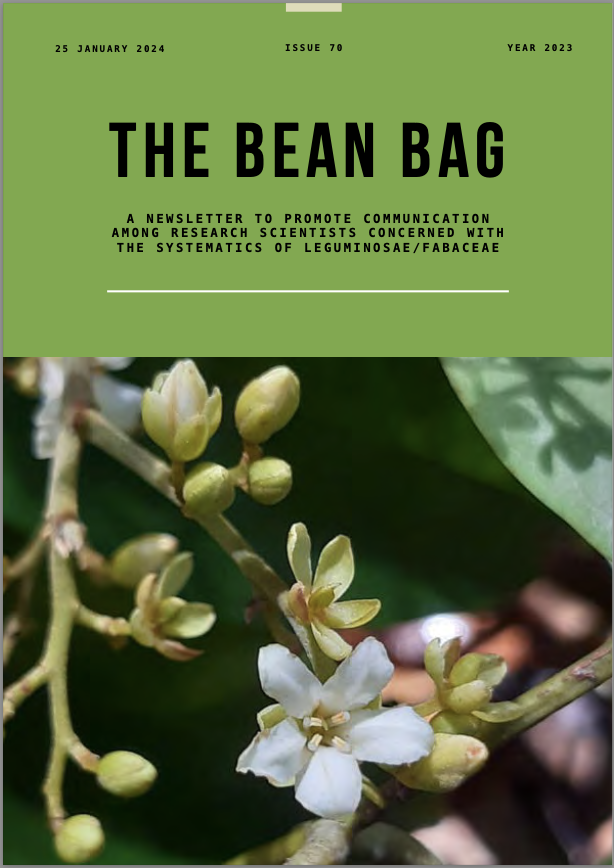 25 JANUARY 2024
ISSUE 70
YEAR 2023
THE BEAN BAG
A NEWSLETTER TO PROMOTE COMMUNICATION
AMONG RESEARCH SCIENTISTS CONCERNED WITH
THE SYSTEMATICS OF LEGUMINOSAE/FABACEAE